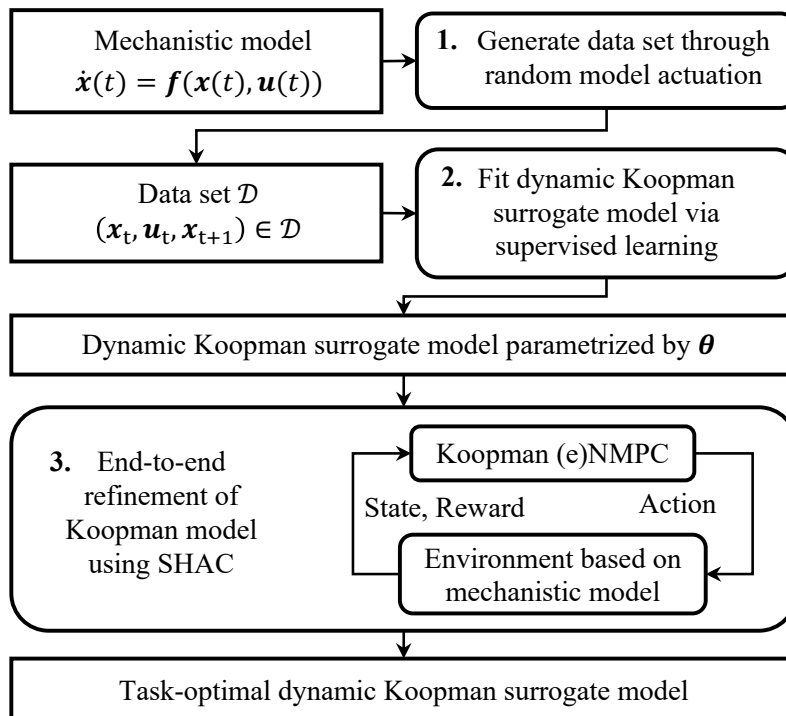 Mechanistic model
𝒙̇(t) = 𝒇(𝒙(t), 𝒖(t))
1. Generate data set through
random model actuation
Data set 𝒟
(𝒙ₜ, 𝒖ₜ, 𝒙ₜ₊₁) ∈ 𝒟
2. Fit dynamic Koopman
surrogate model via
supervised learning
Dynamic Koopman surrogate model parametrized by 𝜽
3. End-to-end
refinement of
Koopman model
using SHAC
Koopman (e)NMPC
State, Reward
Action
Environment based on
mechanistic model
Task-optimal dynamic Koopman surrogate model